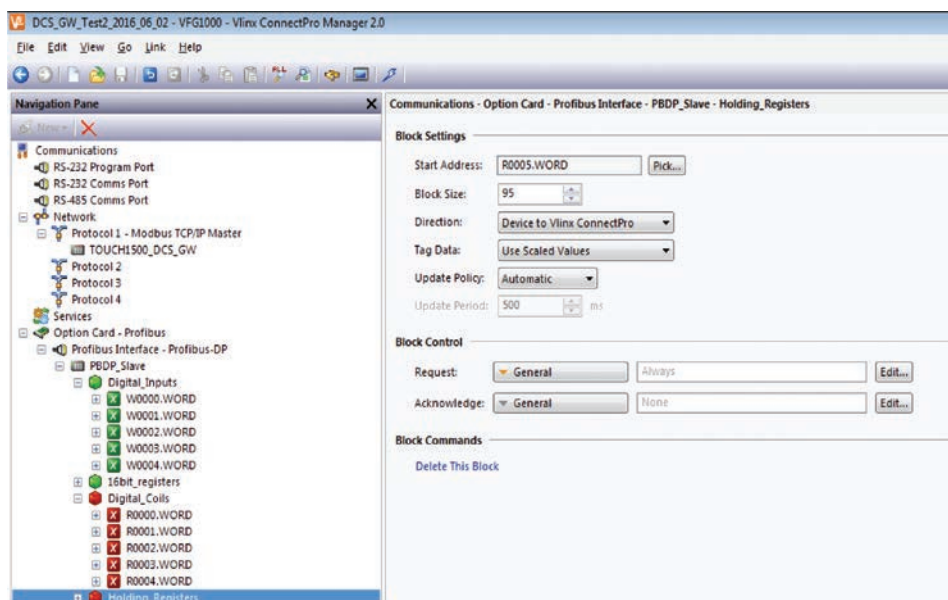 DCS_GW_Test2_2016_06_02 - VFG1000 - Vlinx ConnectPro Manager 2.0
File Edit View Go Link Help
Navigation Pane X
New
Communications
RS-232 Program Port
RS-232 Comms Port
RS-485 Comms Port
Network
Protocol 1 - Modbus TCP/IP Master
TOUCH1500_DCS_GW
Protocol 2
Protocol 3
Protocol 4
Services
Option Card - Profibus
Profibus Interface - Profibus-DP
PBDP_Slave
Digital_Inputs
W0000.WORD
W0001.WORD
W0002.WORD
W0003.WORD
W0004.WORD
16bit_registers
Digital_Coils
R0000.WORD
R0001.WORD
R0002.WORD
R0003.WORD
R0004.WORD
Holding_Registers
Communications - Option Card - Profibus Interface - PBDP_Slave - Holding_Registers
Block Settings
Start Address: R0005.WORD Pick...
Block Size: 95
Direction: Device to Vlinx ConnectPro
Tag Data: Use Scaled Values
Update Policy: Automatic
Update Period: 500 ms
Block Control
Request: General Always Edit...
Acknowledge: General None Edit...
Block Commands
Delete This Block